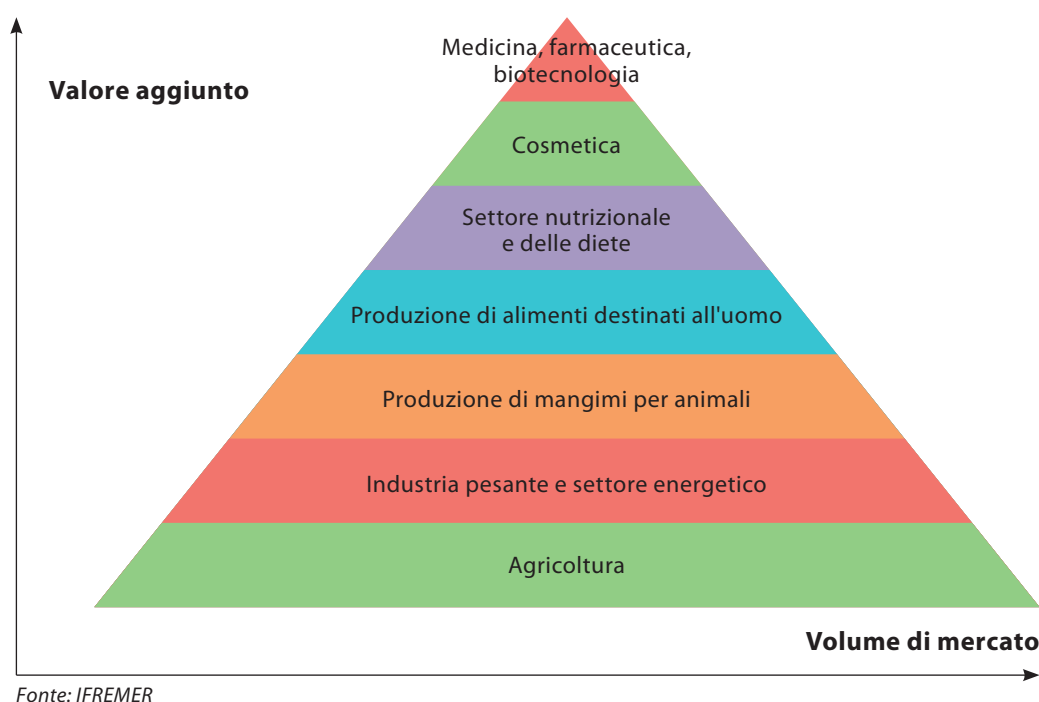 Medicina, farmaceutica,
biotecnologia
Valore aggiunto
Cosmetica
Settore nutrizionale
e delle diete
Produzione di alimenti destinati all'uomo
Produzione di mangimi per animali
Industria pesante e settore energetico
Agricoltura
Volume di mercato
Fonte: IFREMER